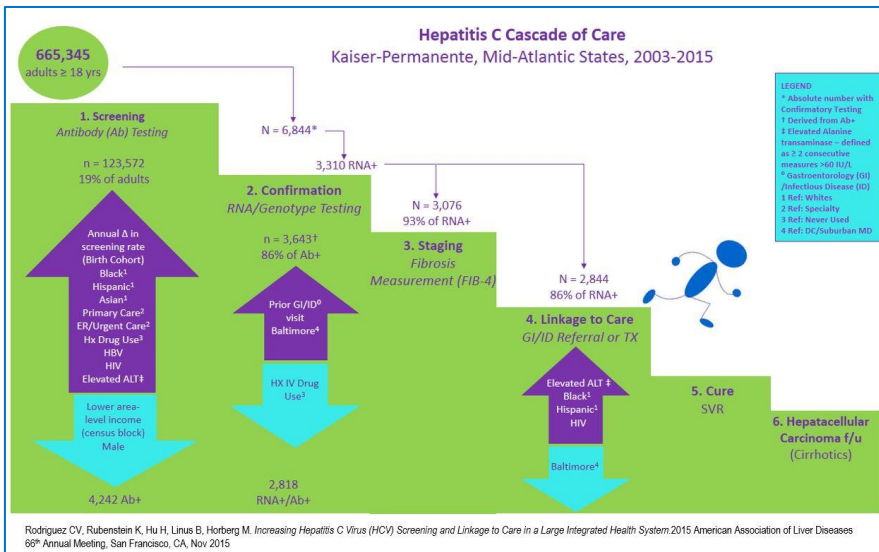 Hepatitis C Cascade of Care
Kaiser-Permanente, Mid-Atlantic States, 2003-2015
665,345
adults ≥ 18 yrs
1. Screening
Antibody (Ab) Testing
n = 123,572
19% of adults
Annual Δ in
screening rate
(Birth Cohort)
Black¹
Hispanic¹
Asian¹
Primary Care²
ER/Urgent Care²
Hx Drug Use³
HBV
HIV
Elevated ALT‡
Lower area-
level income
(census block)
Male
4,242 Ab+
N = 6,844*
3,310 RNA+
2. Confirmation
RNA/Genotype Testing
n = 3,643†
86% of Ab+
Prior GI/ID⁰
visit
Baltimore⁴
HX IV Drug
Use³
2,818
RNA+/Ab+
N = 3,076
93% of RNA+
3. Staging
Fibrosis
Measurement (FIB-4)
N = 2,844
86% of RNA+
4. Linkage to Care
GI/ID Referral or TX
Elevated ALT ‡
Black¹
Hispanic¹
HIV
Baltimore⁴
5. Cure
SVR
6. Hepatacellular
Carcinoma f/u
(Cirrhotics)
LEGEND
* Absolute number with
Confirmatory Testing
† Derived from Ab+
‡ Elevated Alanine
transaminase – defined
as ≥ 2 consecutive
measures >60 IU/L
⁰ Gastroenterology (GI)
/Infectious Disease (ID)
1 Ref: Whites
2 Ref: Specialty
3 Ref: Never Used
4 Ref: DC/Suburban MD
Rodriguez CV, Rubenstein K, Hu H, Linus B, Horberg M. Increasing Hepatitis C Virus (HCV) Screening and Linkage to Care in a Large Integrated Health System.2015 American Association of Liver Diseases
66th Annual Meeting, San Francisco, CA, Nov 2015